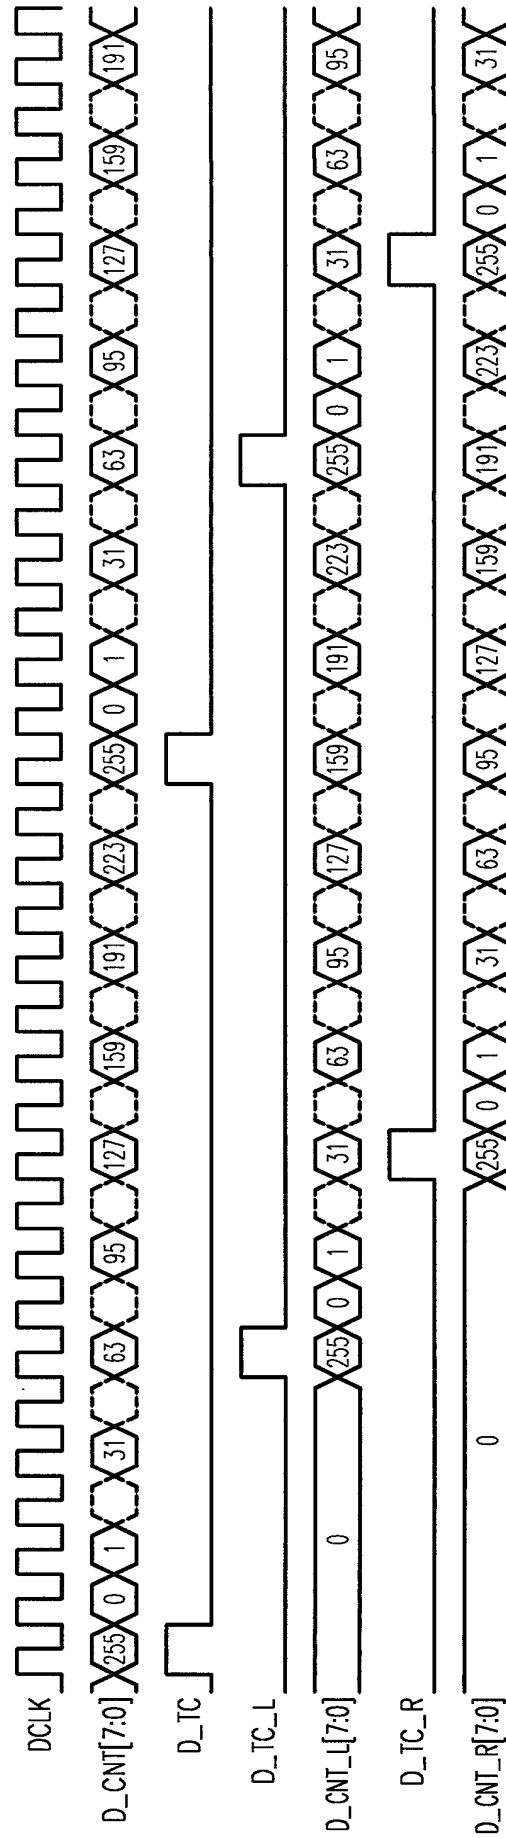 DCLK
D_CNT[7:0] 255 0 1 31 63 95 127 159 191 223 255 0 1 31 63 95 127 159 191
D_TC
D_TC_L
D_CNT_L[7:0] 0 255 0 1 31 63 95 127 159 191 223 255 0 1 31 63 95
D_TC_R
D_CNT_R[7:0] 0 255 0 1 31 63 95 127 159 191 223 255 0 1 31